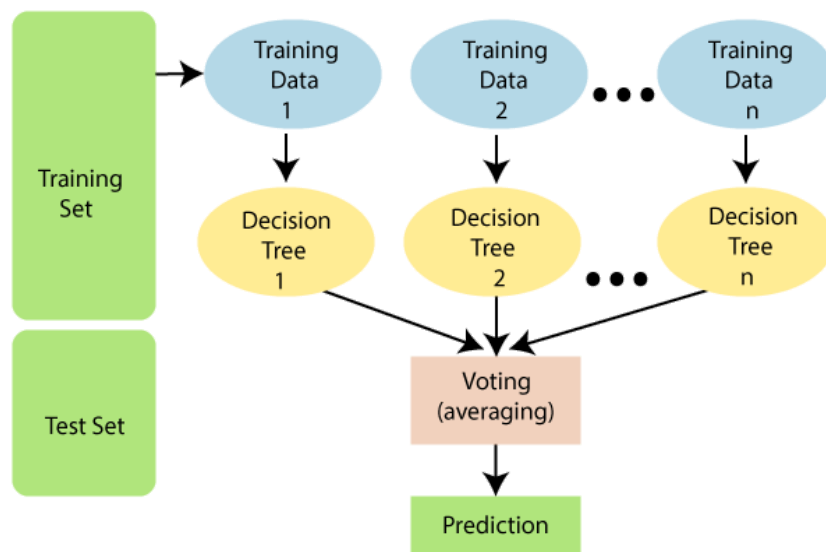 Training
Set
Test Set
Training
Data
1
Training
Data
2
Training
Data
n
Decision
Tree
1
Decision
Tree
2
Decision
Tree
n
Voting
(averaging)
Prediction